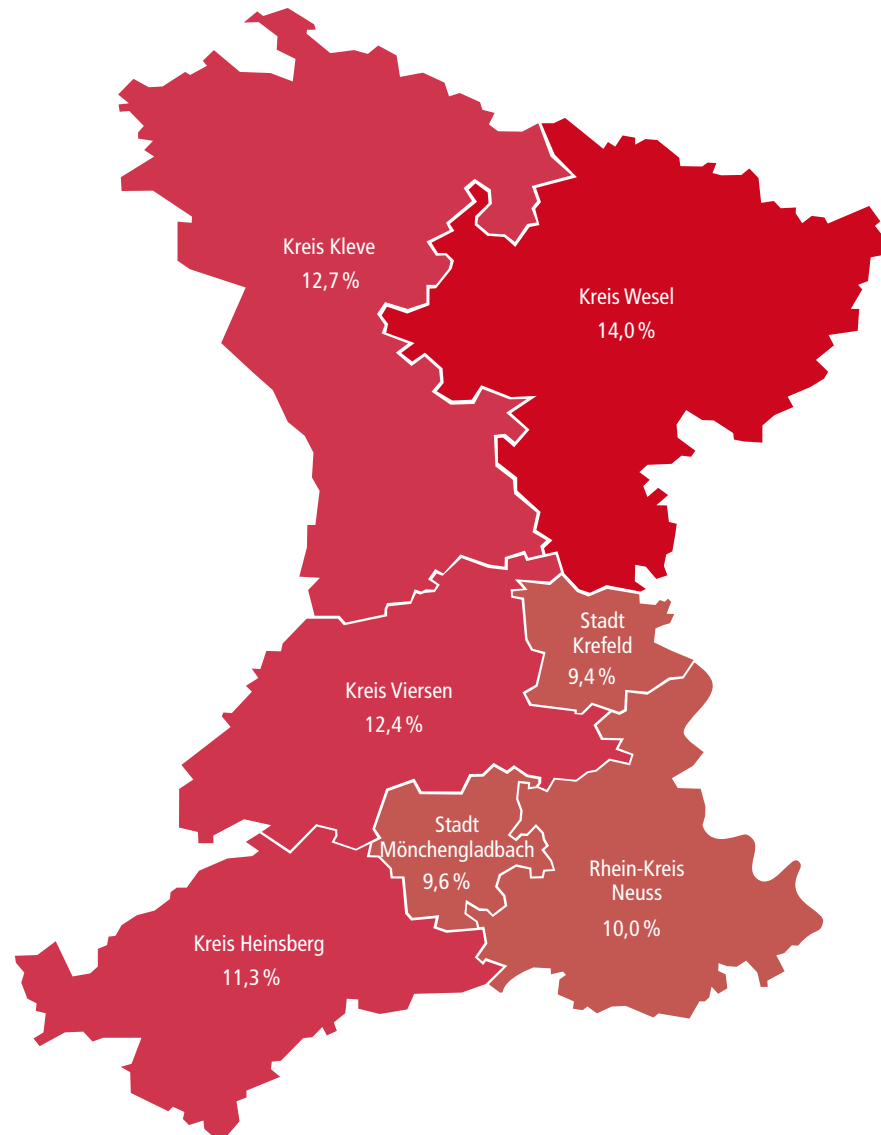 Kreis Kleve
12,7 %
Kreis Wesel
14,0 %
Stadt
Krefeld
9,4 %
Kreis Viersen
12,4 %
Stadt
Mönchengladbach
9,6 %
Rhein-Kreis
Neuss
10,0 %
Kreis Heinsberg
11,3 %